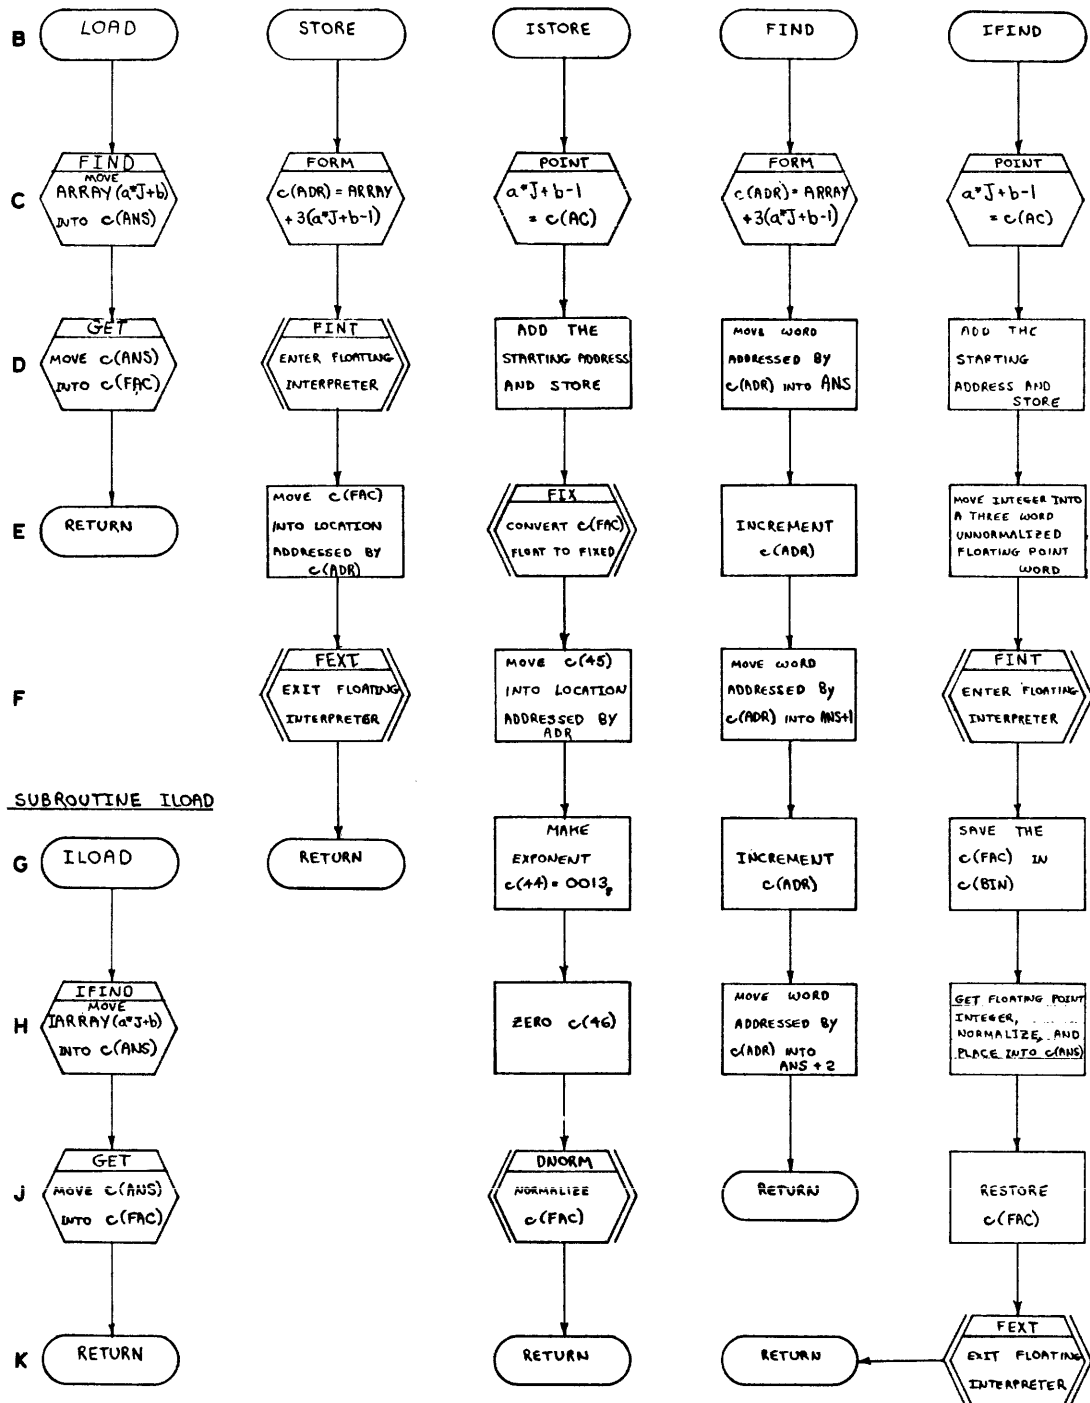 B
LOAD
STORE
ISTORE
FIND
IFIND
C
FIND
MOVE
ARRAY(a*J+b)
INTO c(ANS)
FORM
c(ADR) = ARRAY
+3(a*J+b-1)
POINT
a*J+b-1
= c(AC)
FORM
c(ADR) = ARRAY
+3(a*J+b-1)
POINT
a*J+b-1
= c(AC)
D
GET
MOVE c(ANS)
INTO c(FAC)
FINT
ENTER FLOATING
INTERPRETER
ADD THE
STARTING ADDRESS
AND STORE
MOVE WORD
ADDRESSED BY
c(ADR) INTO ANS
ADD THE
STARTING
ADDRESS AND
STORE
E
RETURN
MOVE c(FAC)
INTO LOCATION
ADDRESSED BY
c(ADR)
FIX
CONVERT c(FAC)
FLOAT TO FIXED
INCREMENT
c(ADR)
MOVE INTEGER INTO
A THREE WORD
UNNORMALIZED
FLOATING POINT
WORD
F
FEXT
EXIT FLOATING
INTERPRETER
MOVE c(45)
INTO LOCATION
ADDRESSED BY
ADR
MOVE WORD
ADDRESSED BY
c(ADR) INTO ANS+1
FINT
ENTER FLOATING
INTERPRETER
SUBROUTINE ILOAD
G
ILOAD
RETURN
MAKE
EXPONENT
c(44) = 0013₈
INCREMENT
c(ADR)
SAVE THE
c(FAC) IN
c(BIN)
H
IFIND
MOVE
IARRAY(a*J+b)
INTO c(ANS)
ZERO c(46)
MOVE WORD
ADDRESSED BY
c(ADR) INTO
ANS + 2
GET FLOATING POINT
INTEGER,
NORMALIZE, AND
PLACE INTO c(ANS)
J
GET
MOVE c(ANS)
INTO c(FAC)
DNORM
NORMALIZE
c(FAC)
RETURN
RESTORE
c(FAC)
K
RETURN
RETURN
RETURN
FEXT
EXIT FLOATING
INTERPRETER